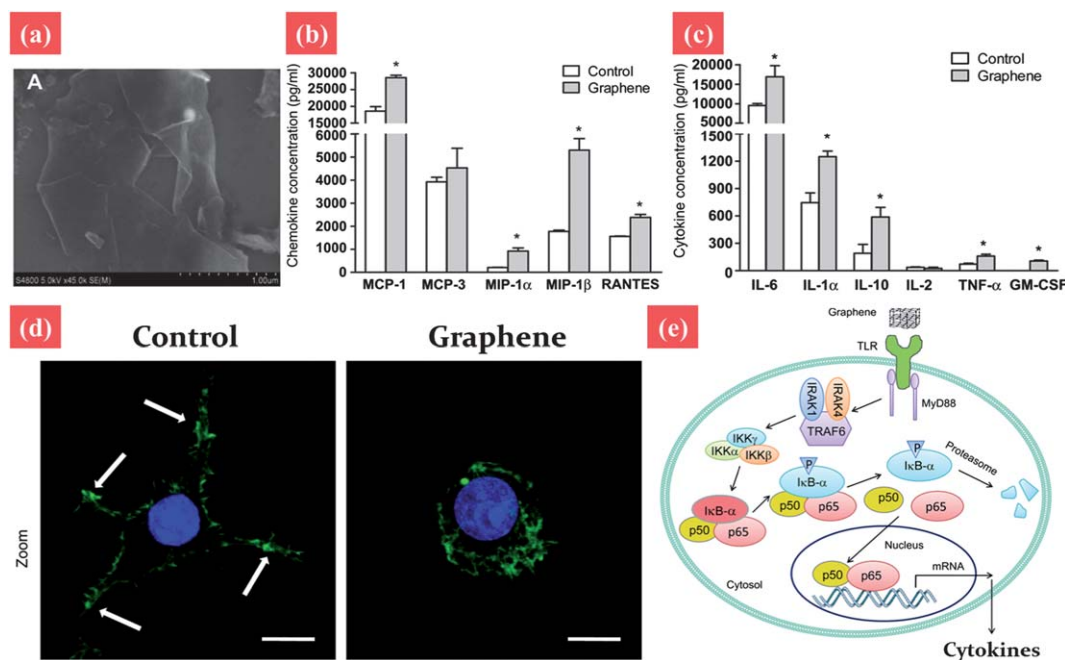 (a)
A
S4800 5.0kV x45.0k SE(M)
1.00um
(b)
Chemokine concentration (pg/ml)
Control
Graphene
30000
20000
10000
6000
4000
2000
1000
0
* * * *
MCP-1 MCP-3 MIP-1α MIP-1β RANTES
(c)
Cytokine concentration (pg/ml)
Control
Graphene
20000
15000
10000
5000
1500
1200
900
600
300
0
* * * * *
IL-6 IL-1α IL-10 IL-2 TNF-α GM-CSF
(d)
Control Graphene
Zoom
(e)
Graphene
TLR
MyD88
IRAK1
IRAK4
TRAF6
IKKγ
IKKα
IKKβ
P
IκB-α
p50
p65
P
IκB-α
p50
p65
Proteasome
IκB-α
p50
p65
Nucleus
p50
p65
mRNA
Cytosol
Cytokines